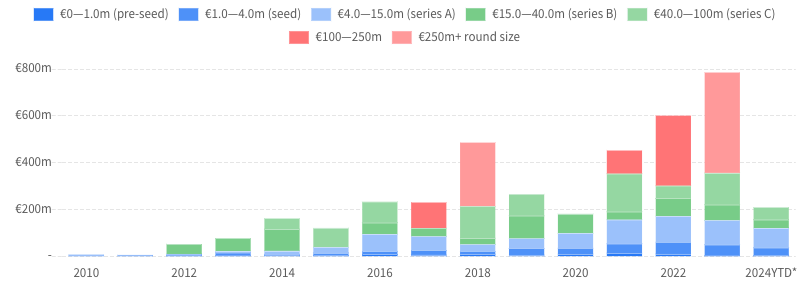 €0—1.0m (pre-seed) €1.0—4.0m (seed) €4.0—15.0m (series A) €15.0—40.0m (series B) €40.0—100m (series C)
€100—250m €250m+ round size
€800m
€600m
€400m
€200m
-
2010 2012 2014 2016 2018 2020 2022 2024YTD*